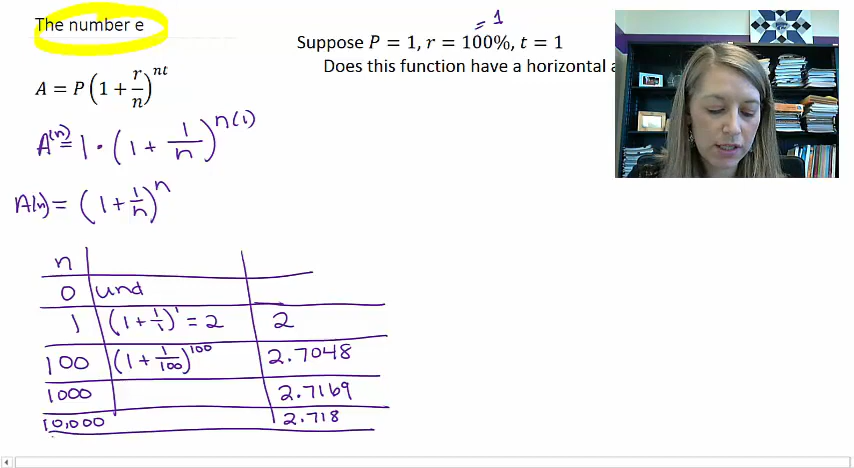 The number e
= 1
Suppose P = 1, r = 100%, t = 1
Does this function have a horizontal a
A = P(1 + r/n)^nt
A(n) = 1 · (1 + 1/n)^n(1)
A(n) = (1 + 1/n)^n
n
0 und
1 (1 + 1/1)^1 = 2 2
100 (1 + 1/100)^100 2.7048
1000 2.7169
10,000 2.718